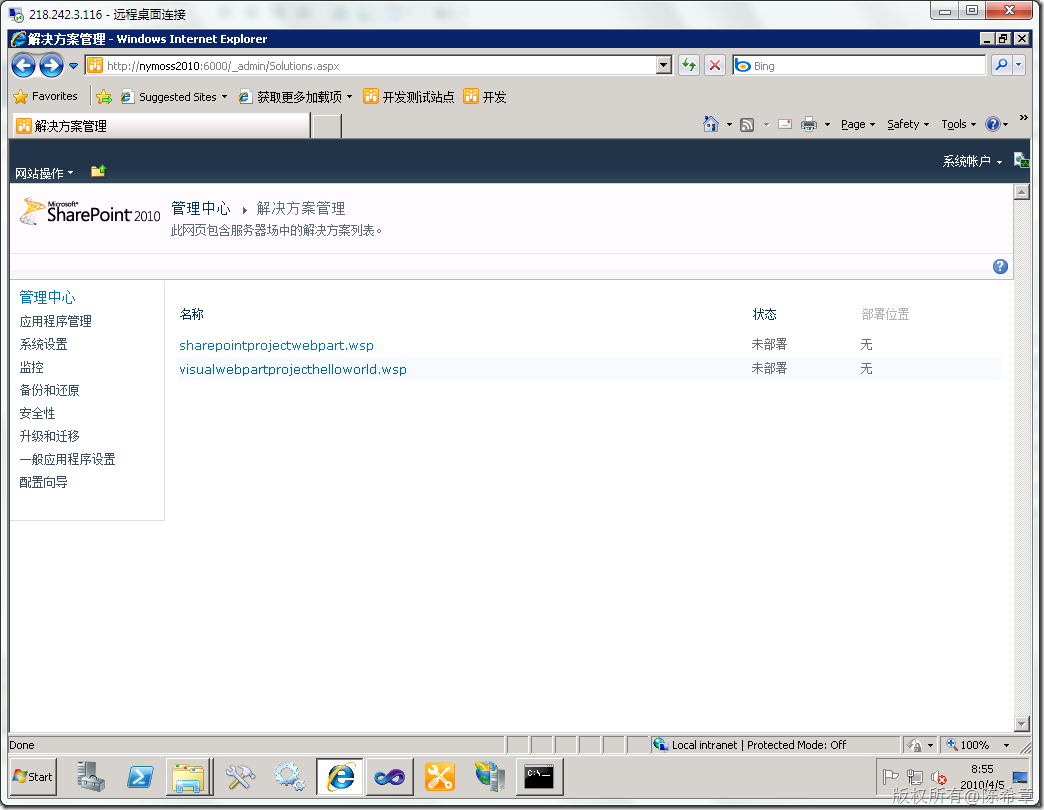 218.242.3.116 - 远程桌面连接
解决方案管理 - Windows Internet Explorer
http://nymoss2010:6000/_admin/Solutions.aspx
Bing
Favorites
Suggested Sites
获取更多加载项
开发测试站点
开发
解决方案管理
Page
Safety
Tools
网站操作
系统帐户
Microsoft
SharePoint 2010
管理中心
解决方案管理
此网页包含服务器场中的解决方案列表。
管理中心
应用程序管理
系统设置
监控
备份和还原
安全性
升级和迁移
一般应用程序设置
配置向导
名称 状态 部署位置
sharepointprojectwebpart.wsp 未部署 无
visualwebpartprojecthelloworld.wsp 未部署 无
Done
Local intranet | Protected Mode: Off
100%
Start
C:\
8:55
2010/4/5
版权所有@陈希章